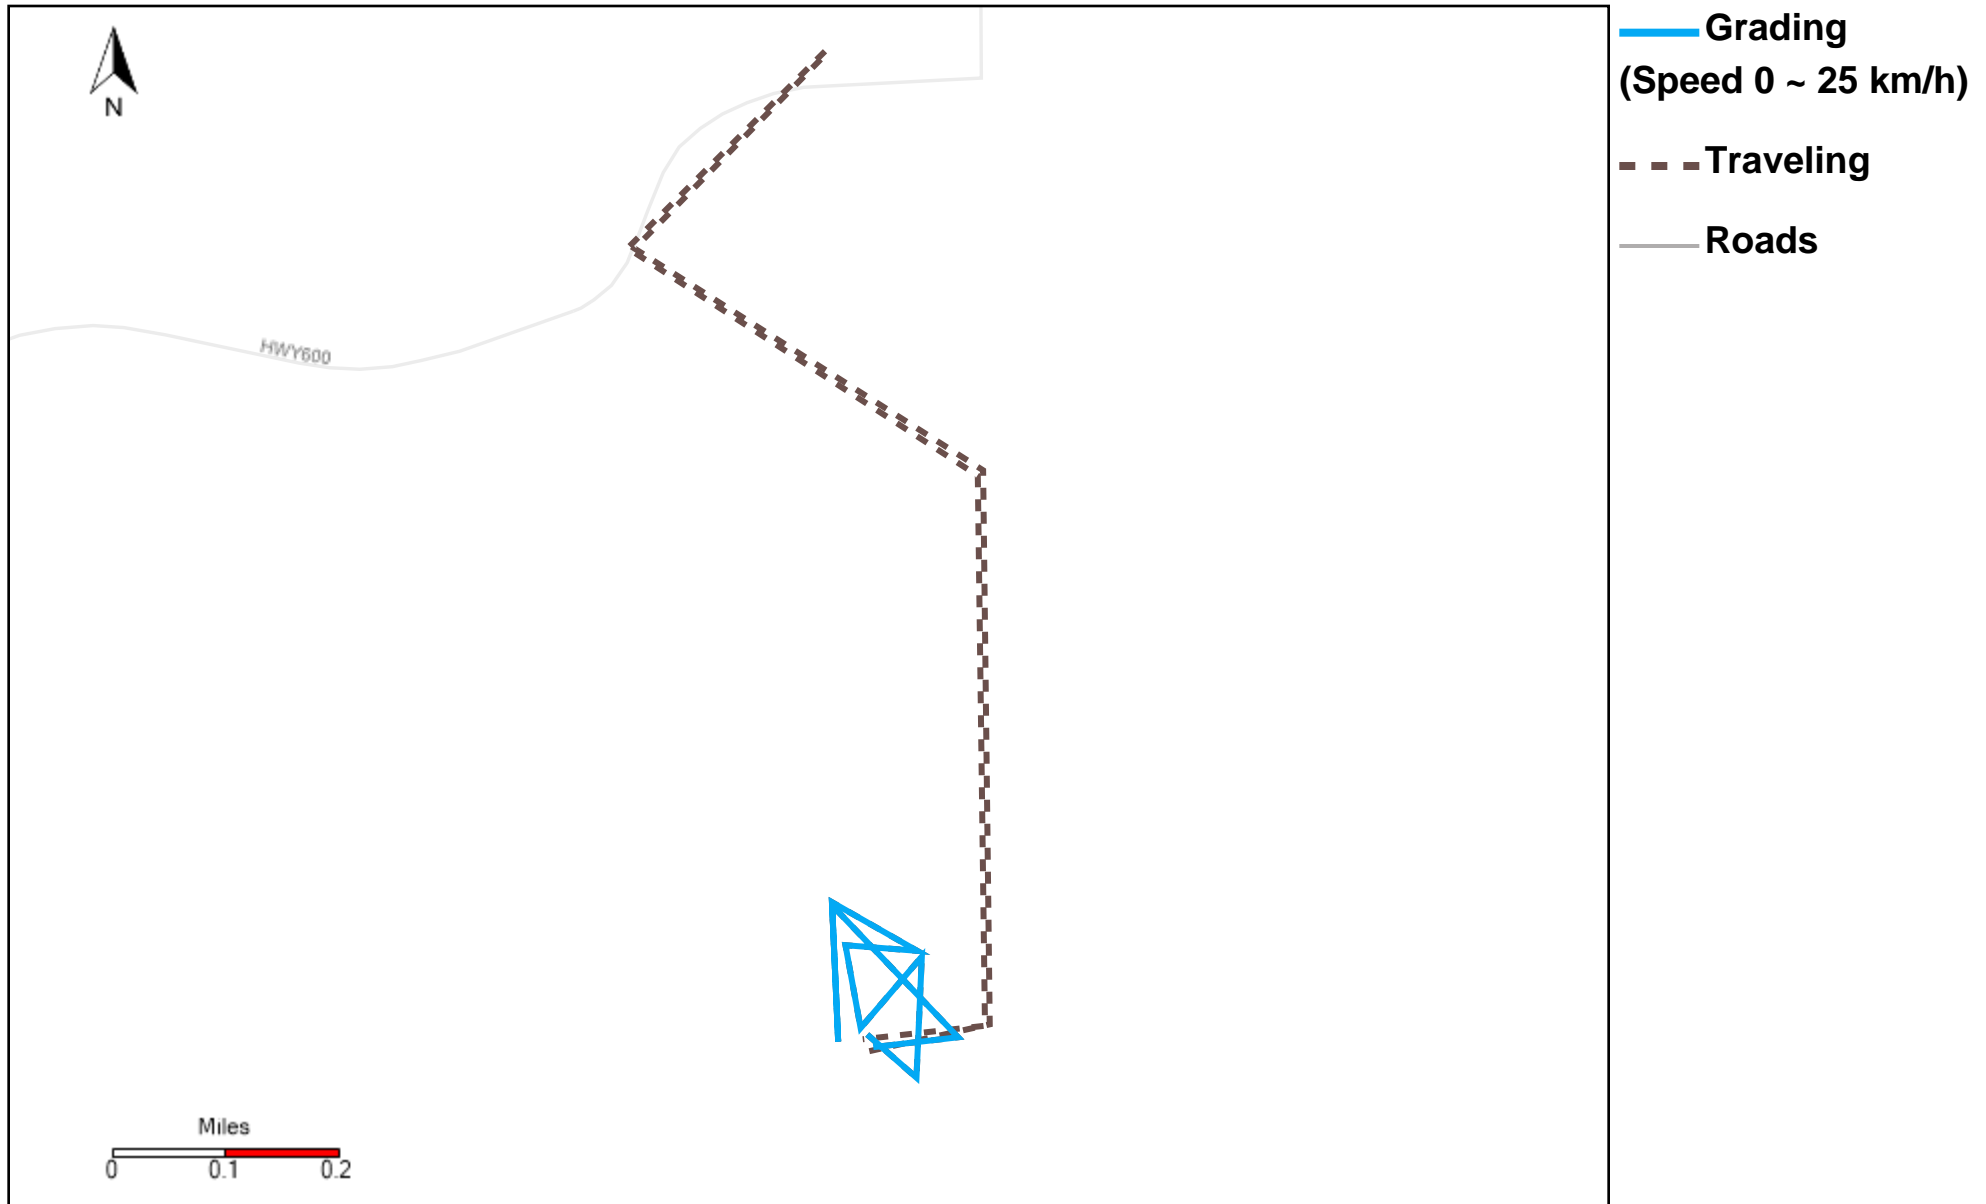 N
HWY600
Miles
0 0.1 0.2
Grading
(Speed 0 ~ 25 km/h)
Traveling
Roads